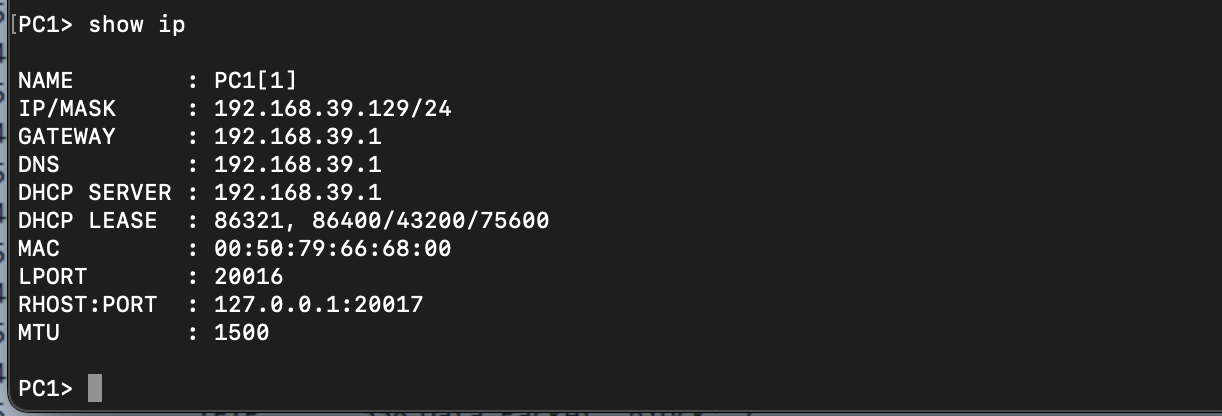 [PC1> show ip
NAME : PC1[1]
IP/MASK : 192.168.39.129/24
GATEWAY : 192.168.39.1
DNS : 192.168.39.1
DHCP SERVER : 192.168.39.1
DHCP LEASE : 86321, 86400/43200/75600
MAC : 00:50:79:66:68:00
LPORT : 20016
RHOST:PORT : 127.0.0.1:20017
MTU : 1500
PC1>